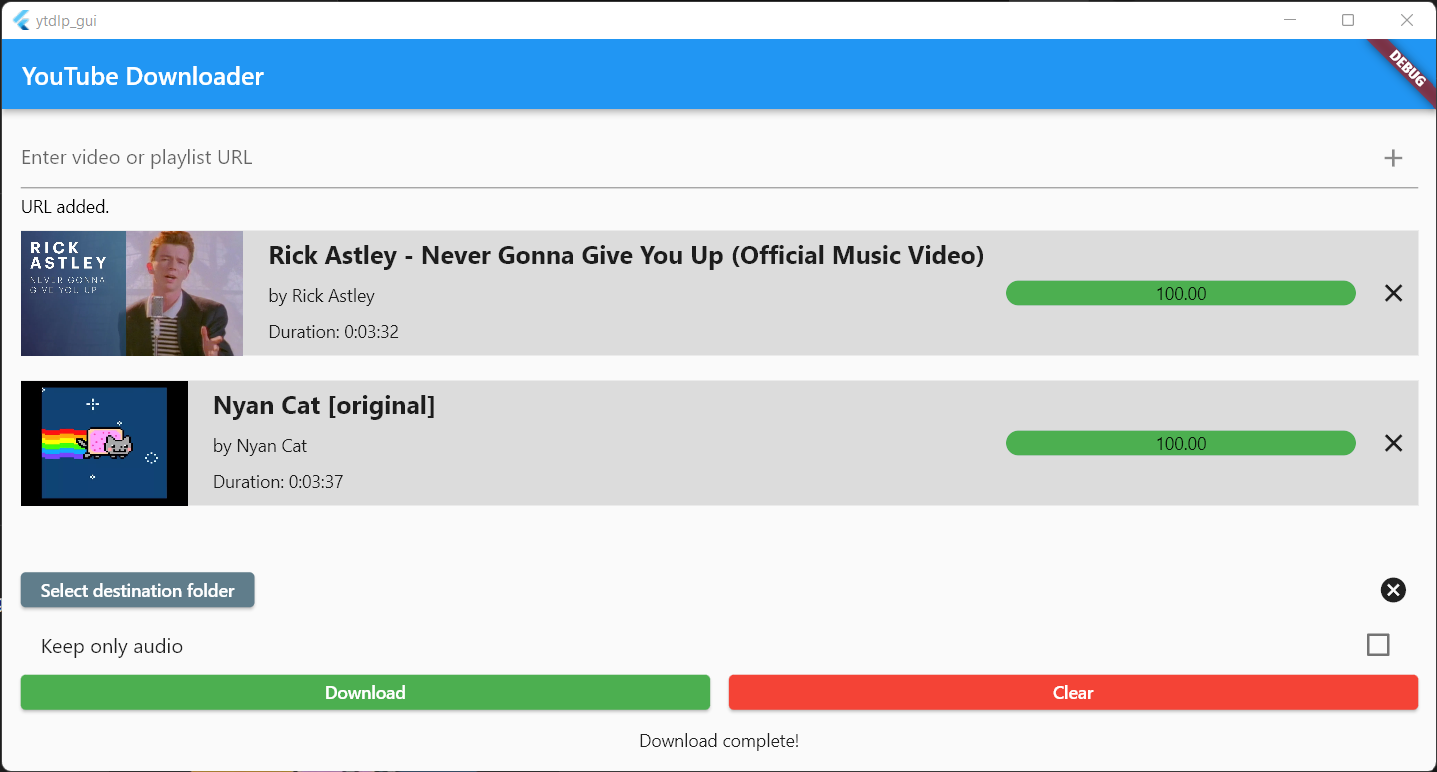 ytdlp_gui
YouTube Downloader
DEBUG
Enter video or playlist URL
URL added.
RICK
ASTLEY
NEVER GONNA
GIVE YOU UP
Rick Astley - Never Gonna Give You Up (Official Music Video)
by Rick Astley
Duration: 0:03:32
100.00
Nyan Cat [original]
by Nyan Cat
Duration: 0:03:37
100.00
Select destination folder
Keep only audio
Download
Clear
Download complete!